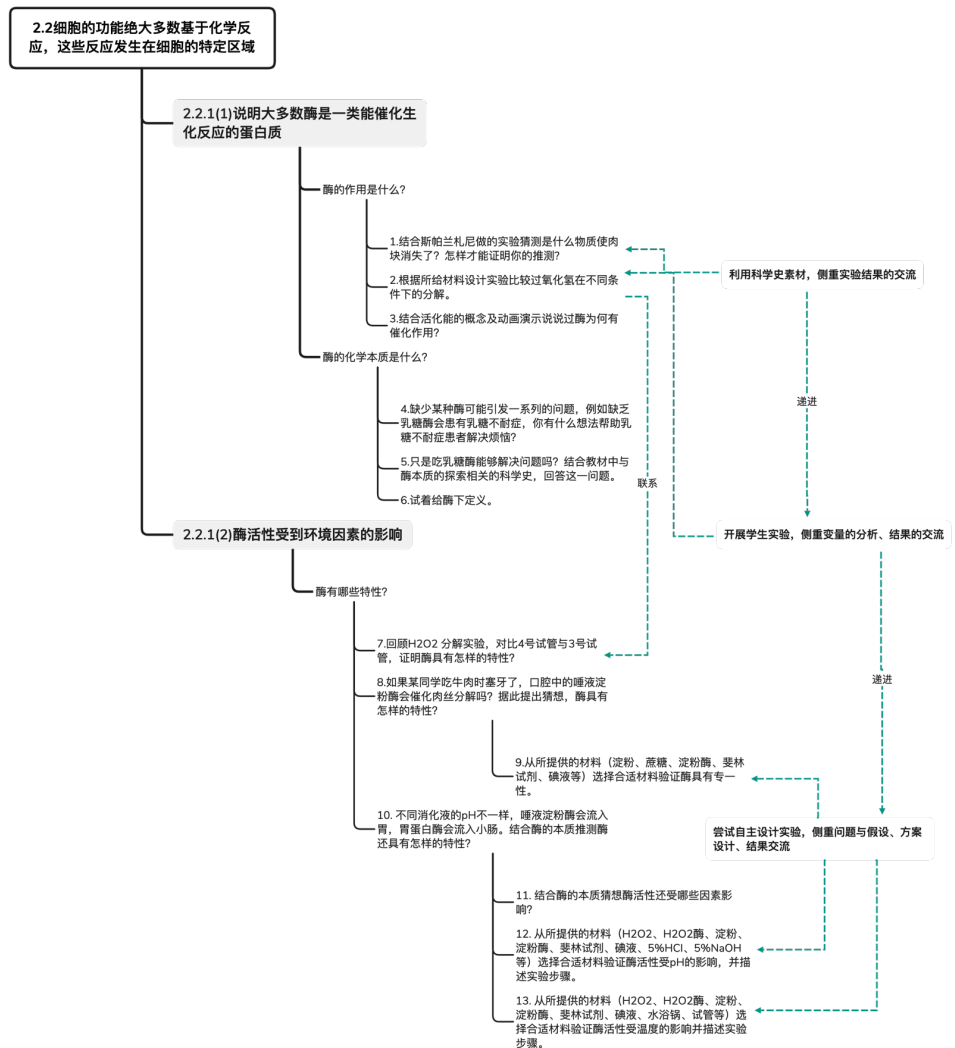 2.2细胞的功能绝大多数基于化学反
应，这些反应发生在细胞的特定区域
2.2.1(1)说明大多数酶是一类能催化生
化反应的蛋白质
酶的作用是什么?
1.结合斯帕兰札尼做的实验猜测是什么物质使肉
块消失了？怎样才能证明你的推测?
2.根据所给材料设计实验比较过氧化氢在不同条
件下的分解。
3.结合活化能的概念及动画演示说说过酶为何有
催化作用?
利用科学史素材，侧重实验结果的交流
酶的化学本质是什么?
递进
4.缺少某种酶可能引发一系列的问题，例如缺乏
乳糖酶会患有乳糖不耐症，你有什么想法帮助乳
糖不耐症患者解决烦恼?
5.只是吃乳糖酶能够解决问题吗？结合教材中与
酶本质的探索相关的科学史，回答这一问题。
联系
6.试着给酶下定义。
2.2.1(2)酶活性受到环境因素的影响
开展学生实验，侧重变量的分析、结果的交流
酶有哪些特性?
7.回顾H2O2 分解实验，对比4号试管与3号试
管，证明酶具有怎样的特性?
递进
8.如果某同学吃牛肉时塞牙了，口腔中的唾液淀
粉酶会催化肉丝分解吗？据此提出猜想，酶具有
怎样的特性?
9.从所提供的材料（淀粉、蔗糖、淀粉酶、斐林
试剂、碘液等）选择合适材料验证酶具有专一
性。
10. 不同消化液的pH不一样，唾液淀粉酶会流入
胃，胃蛋白酶会流入小肠。结合酶的本质推测酶
还具有怎样的特性?
尝试自主设计实验，侧重问题与假设、方案
设计、结果交流
11. 结合酶的本质猜想酶活性还受哪些因素影
响?
12. 从所提供的材料（H2O2、H2O2酶、淀粉、
淀粉酶、斐林试剂、碘液、5%HCl、5%NaOH
等）选择合适材料验证酶活性受pH的影响，并描
述实验步骤。
13. 从所提供的材料（H2O2、H2O2酶、淀粉、
淀粉酶、斐林试剂、碘液、水浴锅、试管等）选
择合适材料验证酶活性受温度的影响并描述实验
步骤。